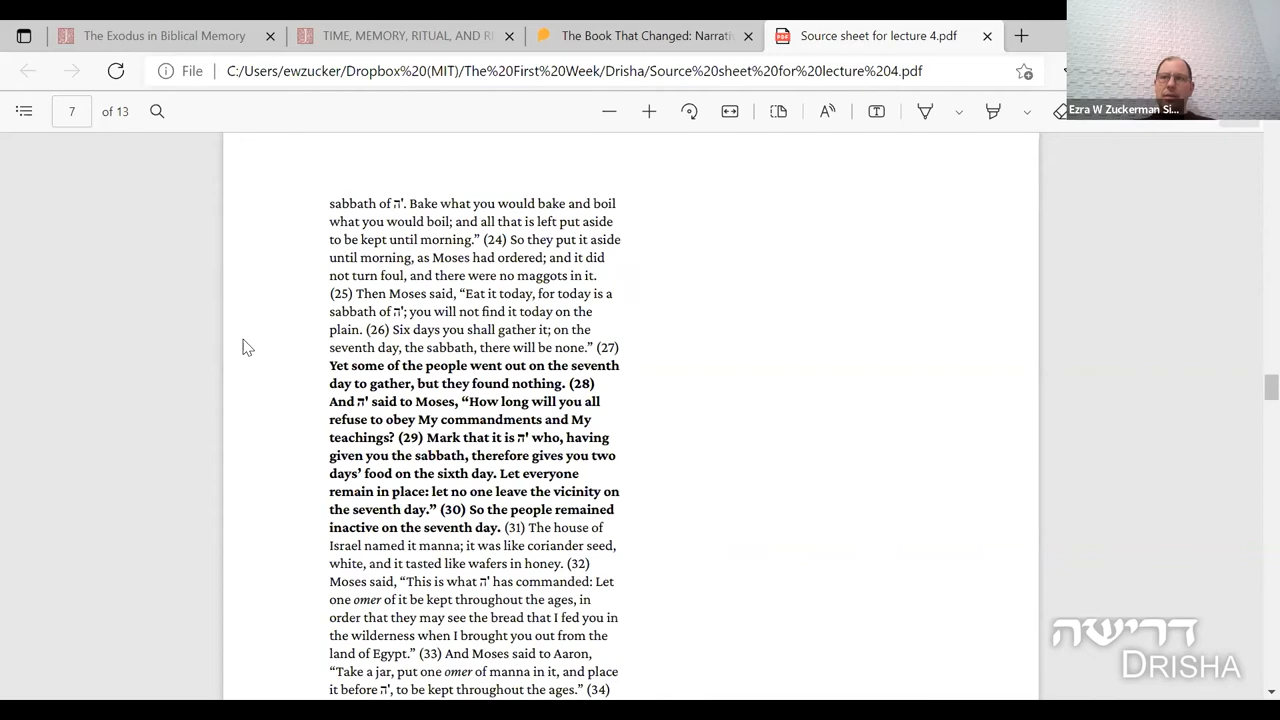 The Exodus in Biblical Memory
TIME, MEMORY, RITUAL, AND RE
The Book That Changed: Narrativ
Source sheet for lecture 4.pdf
File
C:/Users/ewzucker/Dropbox%20(MIT)/The%20First%20Week/Drisha/Source%20sheet%20for%20lecture%204.pdf
7 of 13
Ezra W Zuckerman Si...
sabbath of ה'. Bake what you would bake and boil
what you would boil; and all that is left put aside
to be kept until morning.” (24) So they put it aside
until morning, as Moses had ordered; and it did
not turn foul, and there were no maggots in it.
(25) Then Moses said, “Eat it today, for today is a
sabbath of ה'; you will not find it today on the
plain. (26) Six days you shall gather it; on the
seventh day, the sabbath, there will be none.” (27)
Yet some of the people went out on the seventh
day to gather, but they found nothing. (28)
And ה' said to Moses, “How long will you all
refuse to obey My commandments and My
teachings? (29) Mark that it is ה' who, having
given you the sabbath, therefore gives you two
days’ food on the sixth day. Let everyone
remain in place: let no one leave the vicinity on
the seventh day.” (30) So the people remained
inactive on the seventh day. (31) The house of
Israel named it manna; it was like coriander seed,
white, and it tasted like wafers in honey. (32)
Moses said, “This is what ה' has commanded: Let
one omer of it be kept throughout the ages, in
order that they may see the bread that I fed you in
the wilderness when I brought you out from the
land of Egypt.” (33) And Moses said to Aaron,
“Take a jar, put one omer of manna in it, and place
it before ה', to be kept throughout the ages.” (34)
דרישה
DRISHA